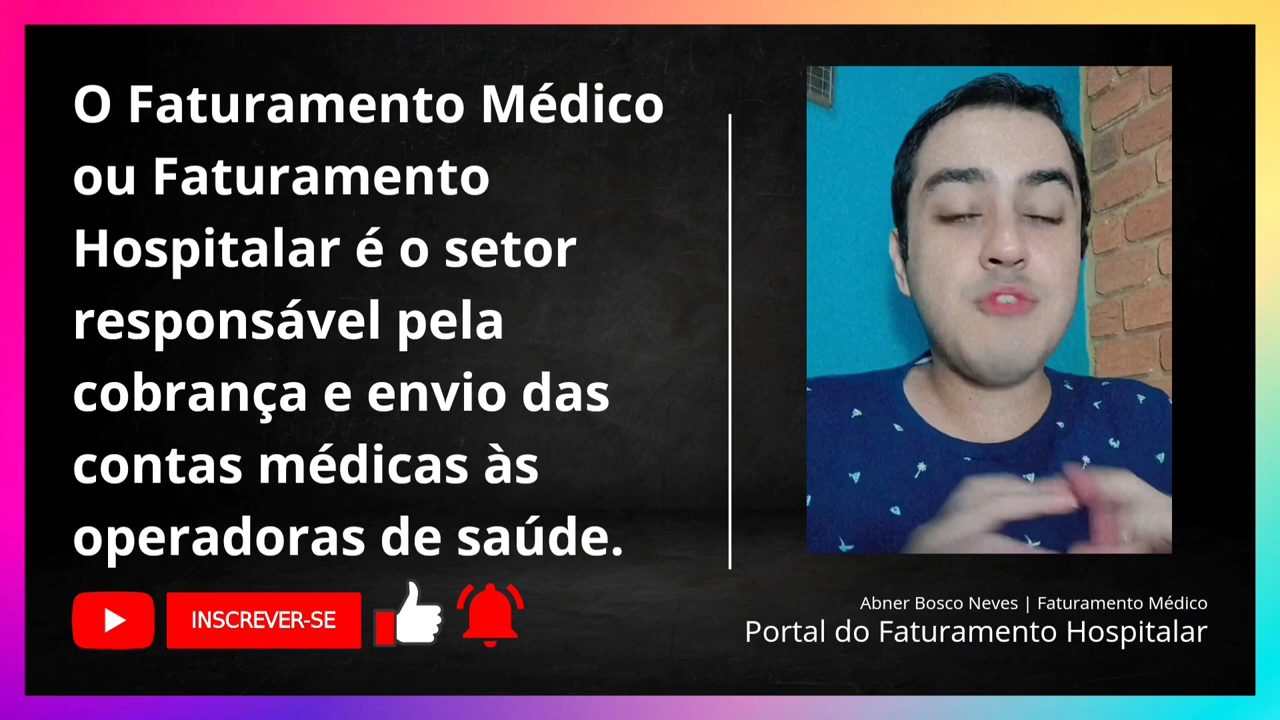 O Faturamento Médico
ou Faturamento
Hospitalar é o setor
responsável pela
cobrança e envio das
contas médicas às
operadoras de saúde.
INSCREVER-SE
Abner Bosco Neves | Faturamento Médico
Portal do Faturamento Hospitalar